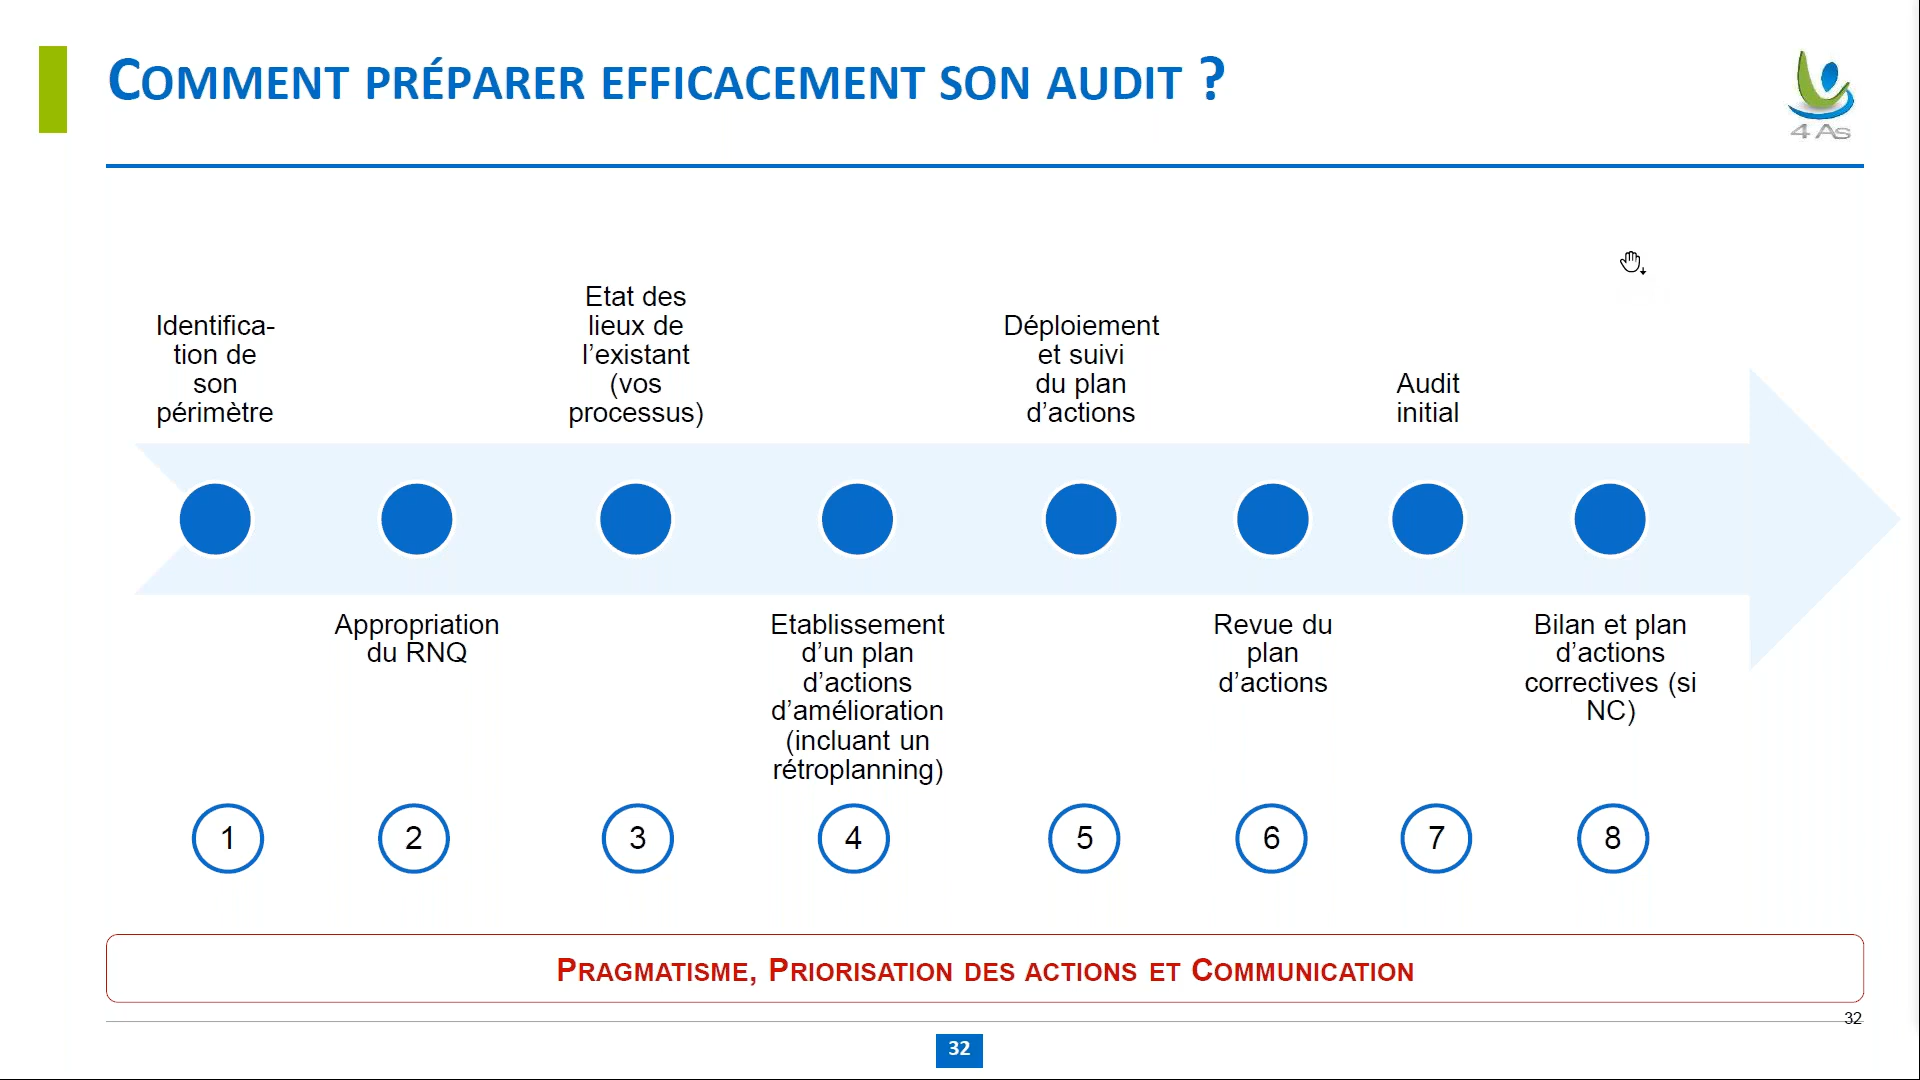 COMMENT PRÉPARER EFFICACEMENT SON AUDIT ?
4 As
Identifica-
tion de
son
périmètre
Appropriation
du RNQ
Etat des
lieux de
l’existant
(vos
processus)
Etablissement
d’un plan
d’actions
d’amélioration
(incluant un
rétroplanning)
Déploiement
et suivi
du plan
d’actions
Revue du
plan
d’actions
Audit
initial
Bilan et plan
d’actions
correctives (si
NC)
1
2
3
4
5
6
7
8
PRAGMATISME, PRIORISATION DES ACTIONS ET COMMUNICATION
32
32